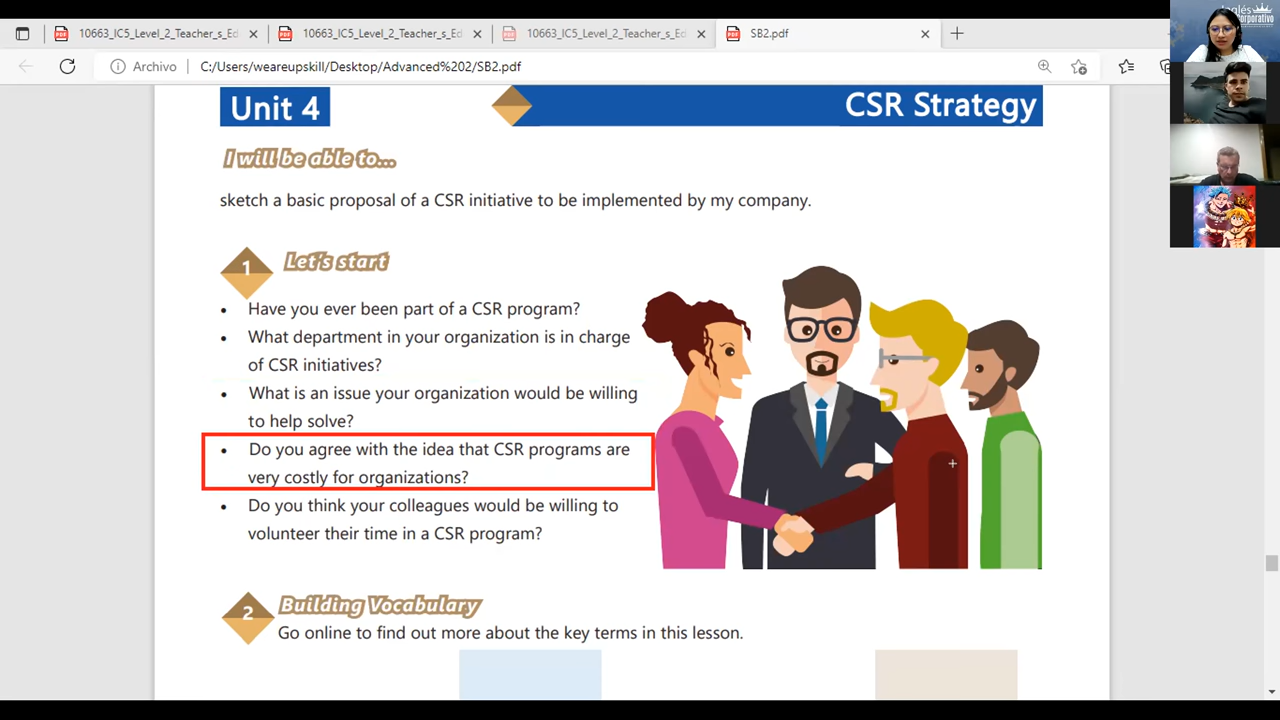 10663_IC5_Level_2_Teacher_s_Ed
10663_IC5_Level_2_Teacher_s_Ed
10663_IC5_Level_2_Teacher_s_Ed
SB2.pdf
Archivo
C:/Users/weareupskill/Desktop/Advanced%202/SB2.pdf
Inglés
Corporativo
Unit 4
CSR Strategy
I will be able to...
sketch a basic proposal of a CSR initiative to be implemented by my company.
1
Let's start
• Have you ever been part of a CSR program?
• What department in your organization is in charge
of CSR initiatives?
• What is an issue your organization would be willing
to help solve?
• Do you agree with the idea that CSR programs are
very costly for organizations?
• Do you think your colleagues would be willing to
volunteer their time in a CSR program?
2
Building Vocabulary
Go online to find out more about the key terms in this lesson.